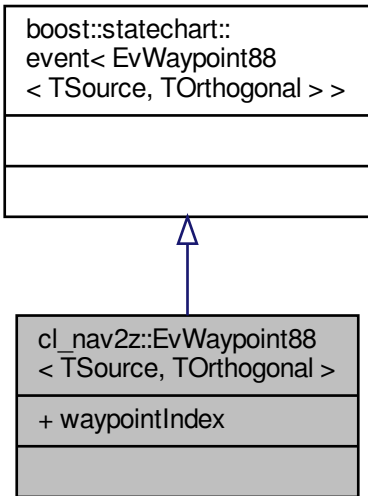 boost::statechart::
event< EvWaypoint88
< TSource, TOrthogonal > >
cl_nav2z::EvWaypoint88
< TSource, TOrthogonal >
+ waypointIndex